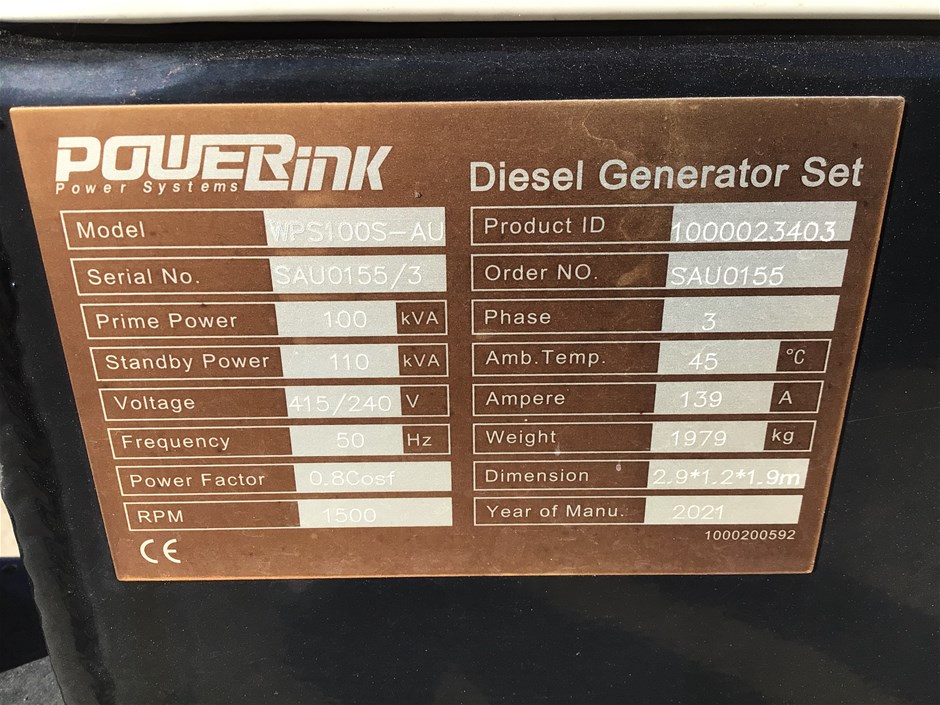 POWERLINK
Power Systems
Diesel Generator Set
Model WPS100S-AU
Serial No. SAU0155/3
Prime Power 100 kVA
Standby Power 110 kVA
Voltage 415/240 V
Frequency 50 Hz
Power Factor 0.8Cosf
RPM 1500
Product ID 1000023403
Order NO. SAU0155
Phase 3
Amb.Temp. 45 °C
Ampere 139 A
Weight 1979 kg
Dimension 2.9*1.2*1.9m
Year of Manu. 2021
1000200592
CE